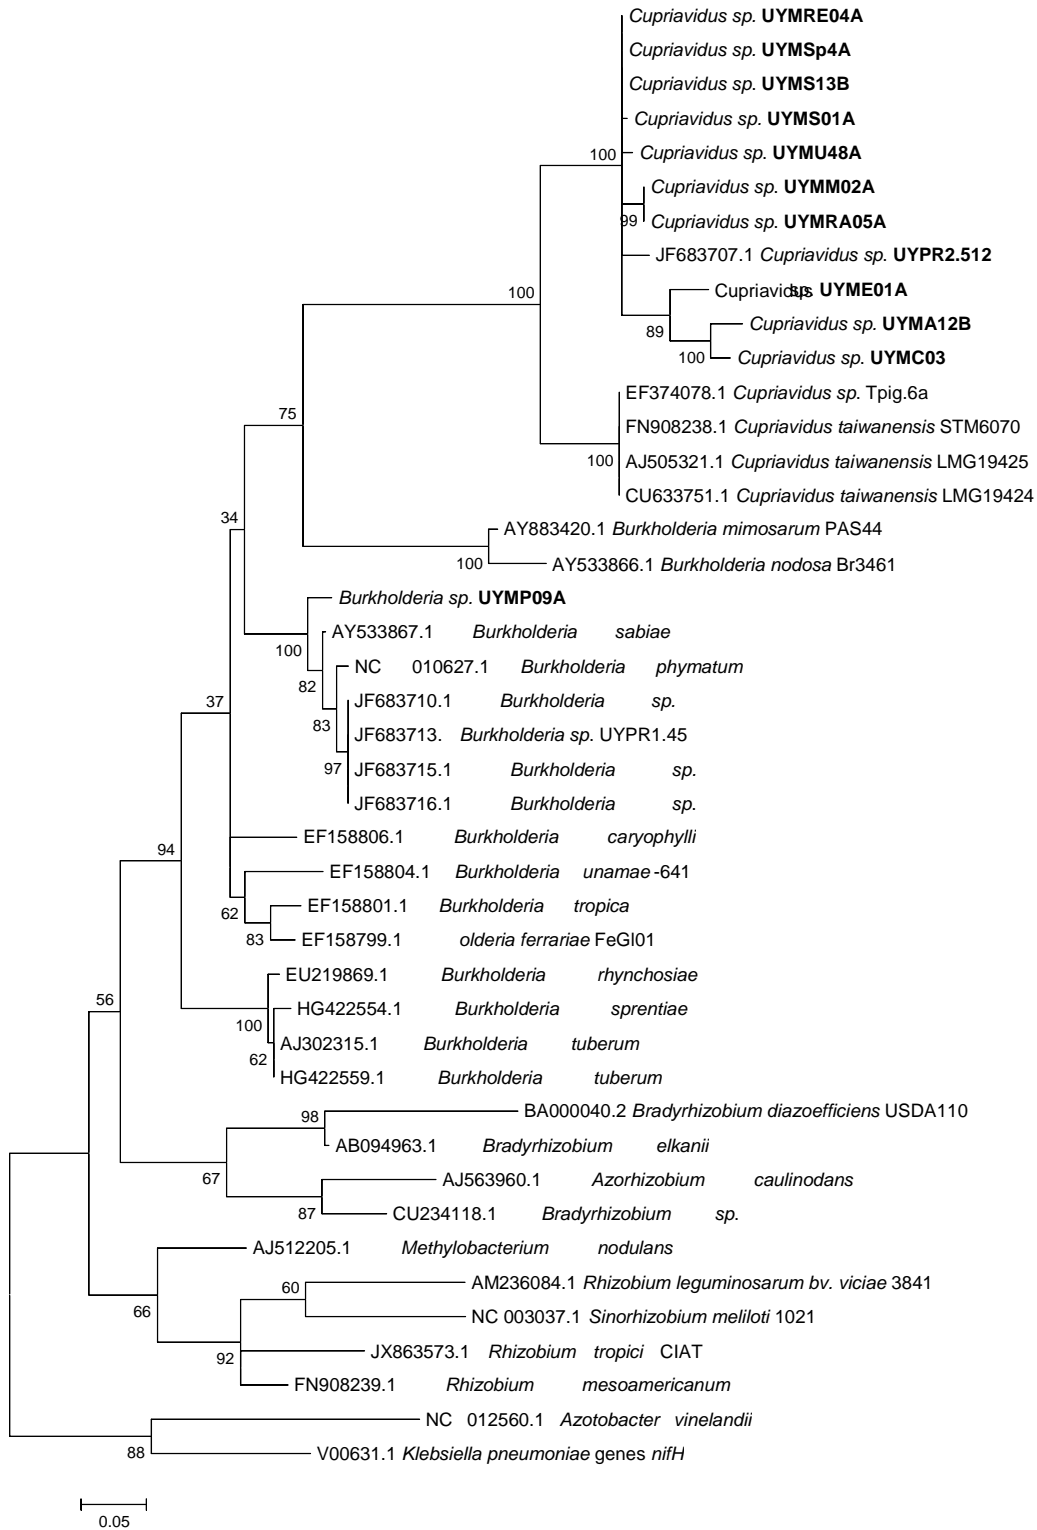 Cupriavidus sp. UYMRE04A
Cupriavidus sp. UYMSp4A
Cupriavidus sp. UYMS13B
Cupriavidus sp. UYMS01A
100
Cupriavidus sp. UYMU48A
Cupriavidus sp. UYMM02A
99
Cupriavidus sp. UYMRA05A
JF683707.1 Cupriavidus sp. UYPR2.512
100
Cupriavidus sp. UYME01A
89
Cupriavidus sp. UYMA12B
100
Cupriavidus sp. UYMC03
EF374078.1 Cupriavidus sp. Tpig.6a
75
FN908238.1 Cupriavidus taiwanensis STM6070
100
AJ505321.1 Cupriavidus taiwanensis LMG19425
CU633751.1 Cupriavidus taiwanensis LMG19424
34
AY883420.1 Burkholderia mimosarum PAS44
100
AY533866.1 Burkholderia nodosa Br3461
Burkholderia sp. UYMP09A
AY533867.1 Burkholderia sabiae
100
NC 010627.1 Burkholderia phymatum
82
JF683710.1 Burkholderia sp.
37
83
JF683713. Burkholderia sp. UYPR1.45
97
JF683715.1 Burkholderia sp.
JF683716.1 Burkholderia sp.
EF158806.1 Burkholderia caryophylli
94
EF158804.1 Burkholderia unamae -641
62
EF158801.1 Burkholderia tropica
83
EF158799.1 olderia ferrariae FeGl01
EU219869.1 Burkholderia rhynchosiae
56
HG422554.1 Burkholderia sprentiae
100
AJ302315.1 Burkholderia tuberum
62
HG422559.1 Burkholderia tuberum
98
BA000040.2 Bradyrhizobium diazoefficiens USDA110
AB094963.1 Bradyrhizobium elkanii
67
AJ563960.1 Azorhizobium caulinodans
87
CU234118.1 Bradyrhizobium sp.
AJ512205.1 Methylobacterium nodulans
60
AM236084.1 Rhizobium leguminosarum bv. viciae 3841
66
NC 003037.1 Sinorhizobium meliloti 1021
92
JX863573.1 Rhizobium tropici CIAT
FN908239.1 Rhizobium mesoamericanum
NC 012560.1 Azotobacter vinelandii
88
V00631.1 Klebsiella pneumoniae genes nifH
0.05